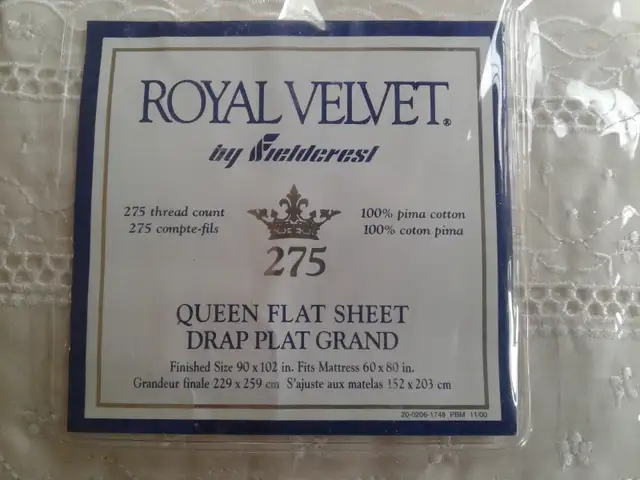 ROYAL VELVET®
by Fieldcrest
275 thread count
275 compte-fils
100% pima cotton
100% coton pima
275
QUEEN FLAT SHEET
DRAP PLAT GRAND
Finished Size 90 x 102 in. Fits Mattress 60 x 80 in.
Grandeur finale 229 x 259 cm S'ajuste aux matelas 152 x 203 cm
20-0206-1748 PBM 11/00